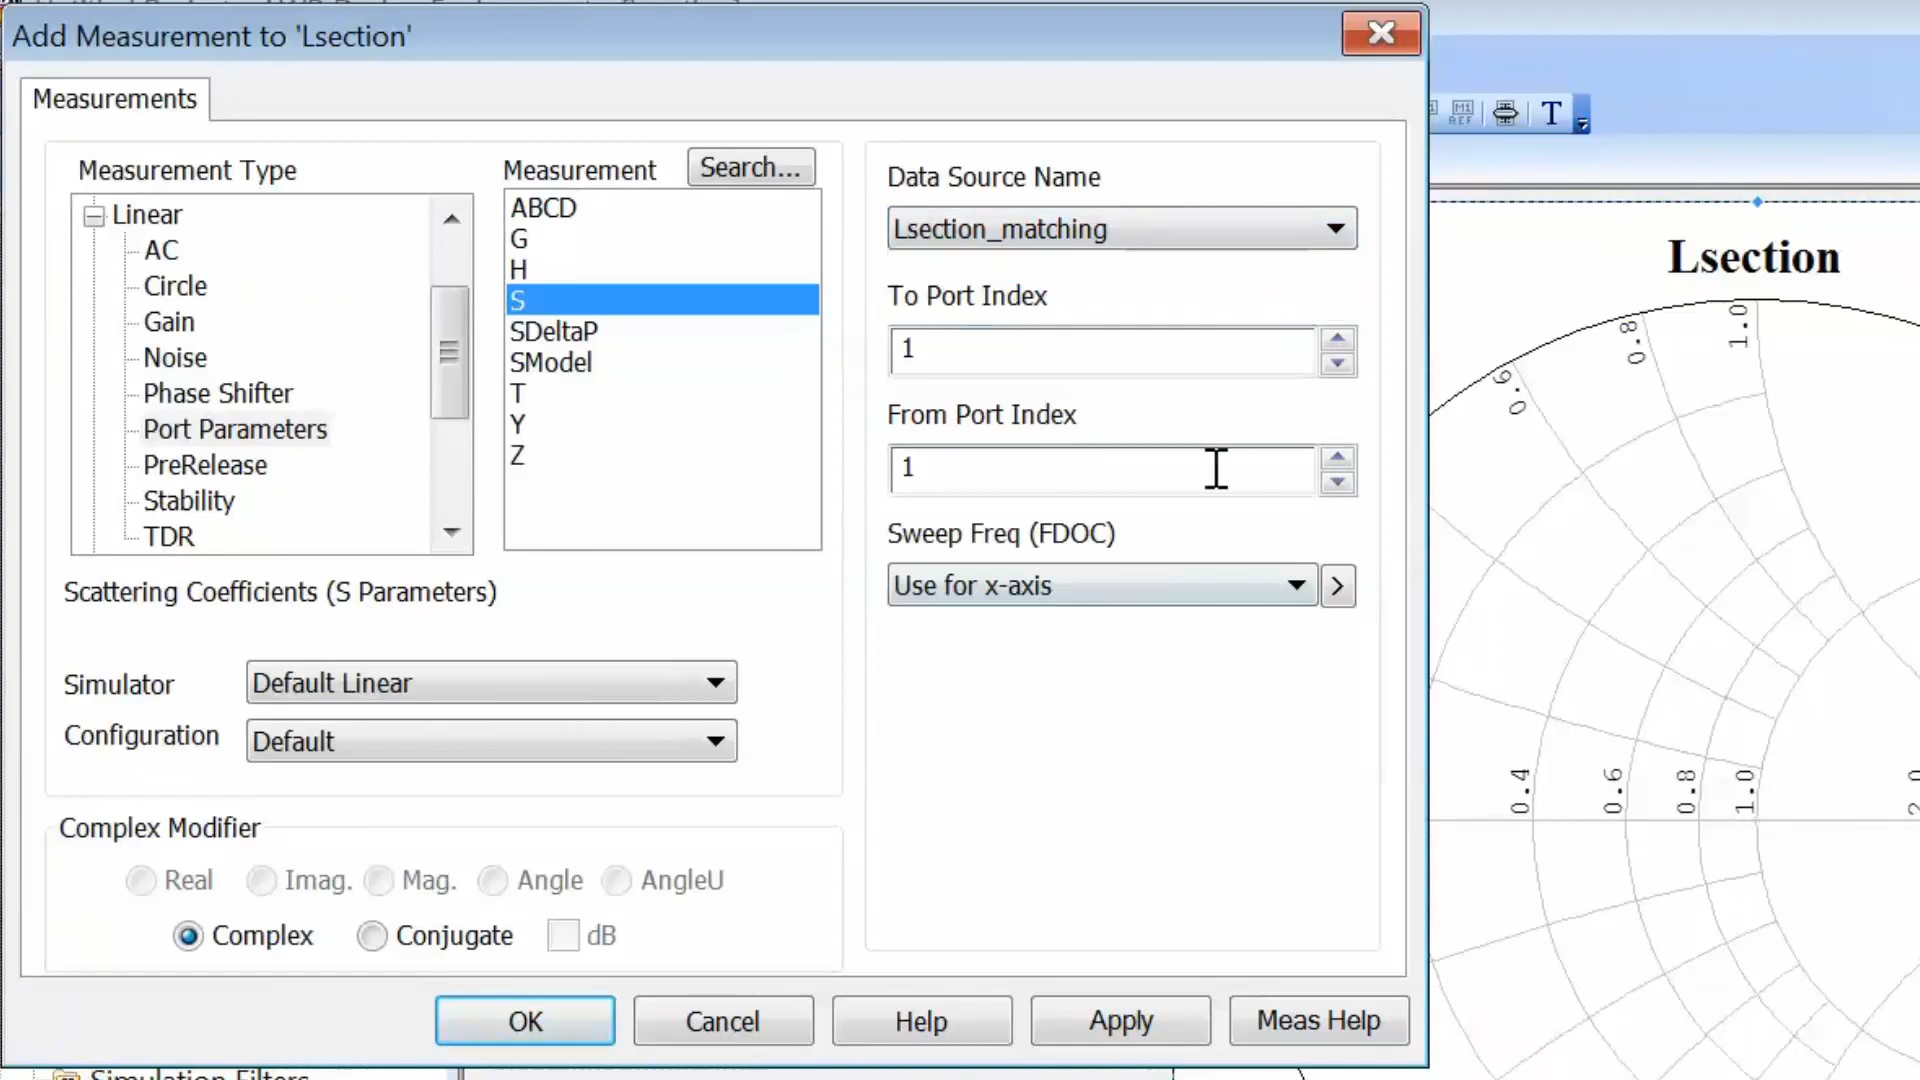 Add Measurement to 'Lsection'
Measurements
Measurement Type
Linear
AC
Circle
Gain
Noise
Phase Shifter
Port Parameters
PreRelease
Stability
TDR
Measurement
Search...
ABCD
G
H
S
SDeltaP
SModel
T
Y
Z
Scattering Coefficients (S Parameters)
Simulator
Default Linear
Configuration
Default
Complex Modifier
Real
Imag.
Mag.
Angle
AngleU
Complex
Conjugate
dB
Data Source Name
Lsection_matching
To Port Index
1
From Port Index
1
Sweep Freq (FDOC)
Use for x-axis
>
OK
Cancel
Help
Apply
Meas Help
M1
REF
T
Lsection
0.6
0.8
1.0
0.4
0.6
0.8
1.0
Simulation Filters